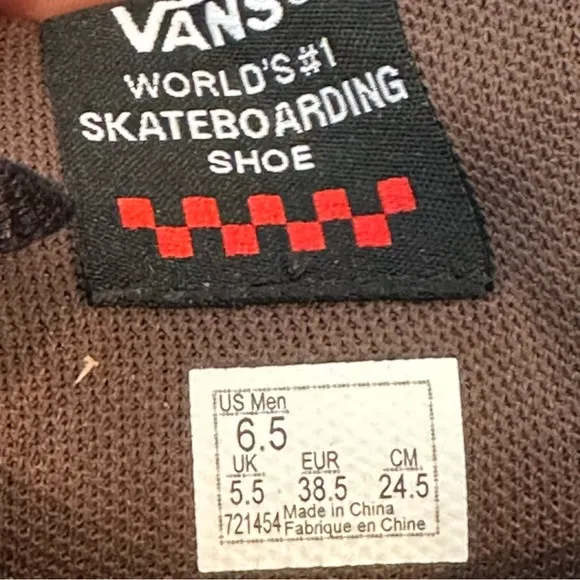 VANS
WORLD'S #1
SKATEBOARDING
SHOE
US Men
6.5
UK EUR CM
5.5 38.5 24.5
721454 Made in China
Fabrique en Chine